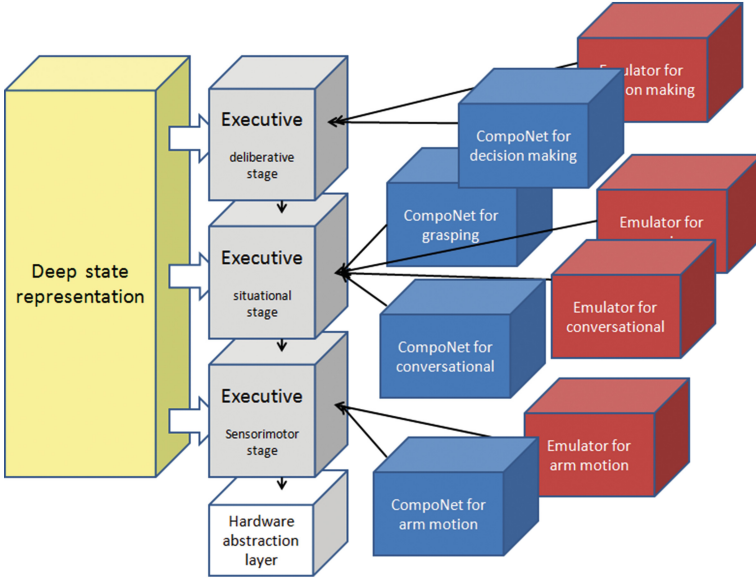 Deep state
representation
Executive
deliberative
stage
Executive
situational
stage
Executive
Sensorimotor
stage
Hardware
abstraction
layer
Emulator for
making
CompoNet for
decision making
CompoNet for
grasping
Emulator for
CompoNet for
conversational
Emulator for
conversational
CompoNet for
arm motion
Emulator for
arm motion